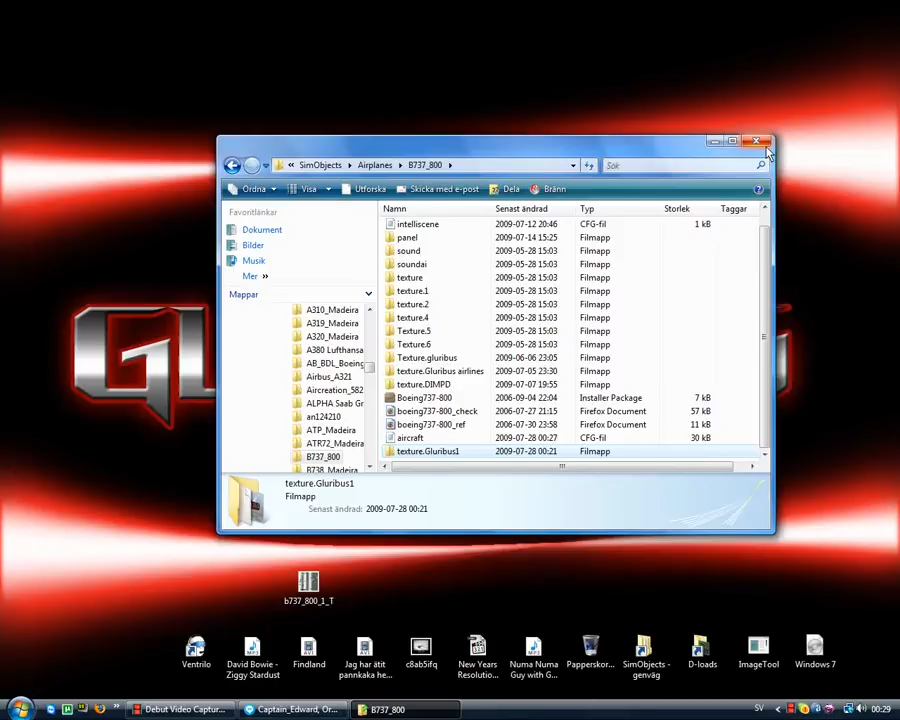 SimObjects Airplanes B737_800 Sök
Ordna Visa Utforska Skicka med e-post Dela Bränn
Favoritlänkar
Dokument
Bilder
Musik
Mer »
Mappar
A310_Madeira
A319_Madeira
A320_Madeira
A380 Lufthansa
AB_BDL_Boeing
Airbus_A321
Aircreation_582
ALPHA Saab Gr
an124210
ATP_Madeira
ATR72_Madeira
B737_800
B738_Madeira
Namn Senast ändrad Typ Storlek Taggar
intelliscene 2009-07-12 20:46 CFG-fil 1 kB
panel 2009-07-14 15:25 Filmapp
sound 2009-05-28 15:03 Filmapp
soundai 2009-05-28 15:03 Filmapp
texture 2009-05-28 15:03 Filmapp
texture.1 2009-05-28 15:03 Filmapp
texture.2 2009-05-28 15:03 Filmapp
texture.4 2009-05-28 15:03 Filmapp
Texture.5 2009-05-28 15:03 Filmapp
Texture.6 2009-05-28 15:03 Filmapp
Texture.gluribus 2009-06-06 23:05 Filmapp
texture.Gluribus airlines 2009-07-05 23:30 Filmapp
texture.DIMPD 2009-07-07 19:55 Filmapp
Boeing737-800 2009-06-04 22:04 Installer Package 7 kB
boeing737-800_check 2006-07-27 21:15 Firefox Document 57 kB
boeing737-800_ref 2006-07-30 23:58 Firefox Document 11 kB
aircraft 2009-07-28 00:27 CFG-fil 30 kB
texture.Gluribus1 2009-07-28 00:21 Filmapp
texture.Gluribus1
Filmapp
Senast ändrad: 2009-07-28 00:21
b737_800_1_T
Ventrilo
David Bowie - Ziggy Stardust
Findland
Jag har ätit pannkaka he...
c8ab5ifq
New Years Resolutio...
Numa Numa Guy with G...
Papperskor...
SimObjects - genväg
D-loads
ImageTool
Windows 7
Debut Video Captur... Captain_Edward, Or... B737_800 SV 00:29